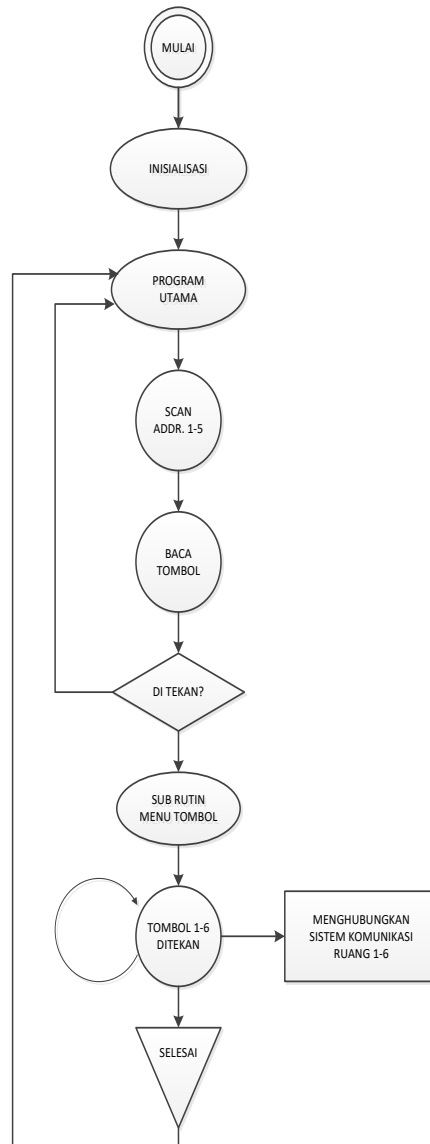 MULAI
INISIALISASI
PROGRAM
UTAMA
SCAN
ADDR. 1-5
BACA
TOMBOL
DI TEKAN?
SUB RUTIN
MENU TOMBOL
TOMBOL 1-6
DITEKAN
MENGHUBUNGKAN
SISTEM KOMUNIKASI
RUANG 1-6
SELESAI